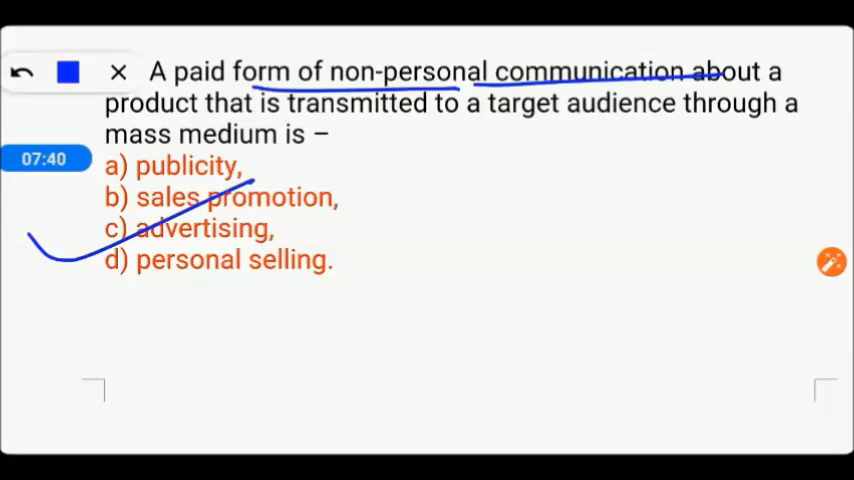 A paid form of non-personal communication about a
product that is transmitted to a target audience through a
mass medium is –
07:40
a) publicity,
b) sales promotion,
c) advertising,
d) personal selling.